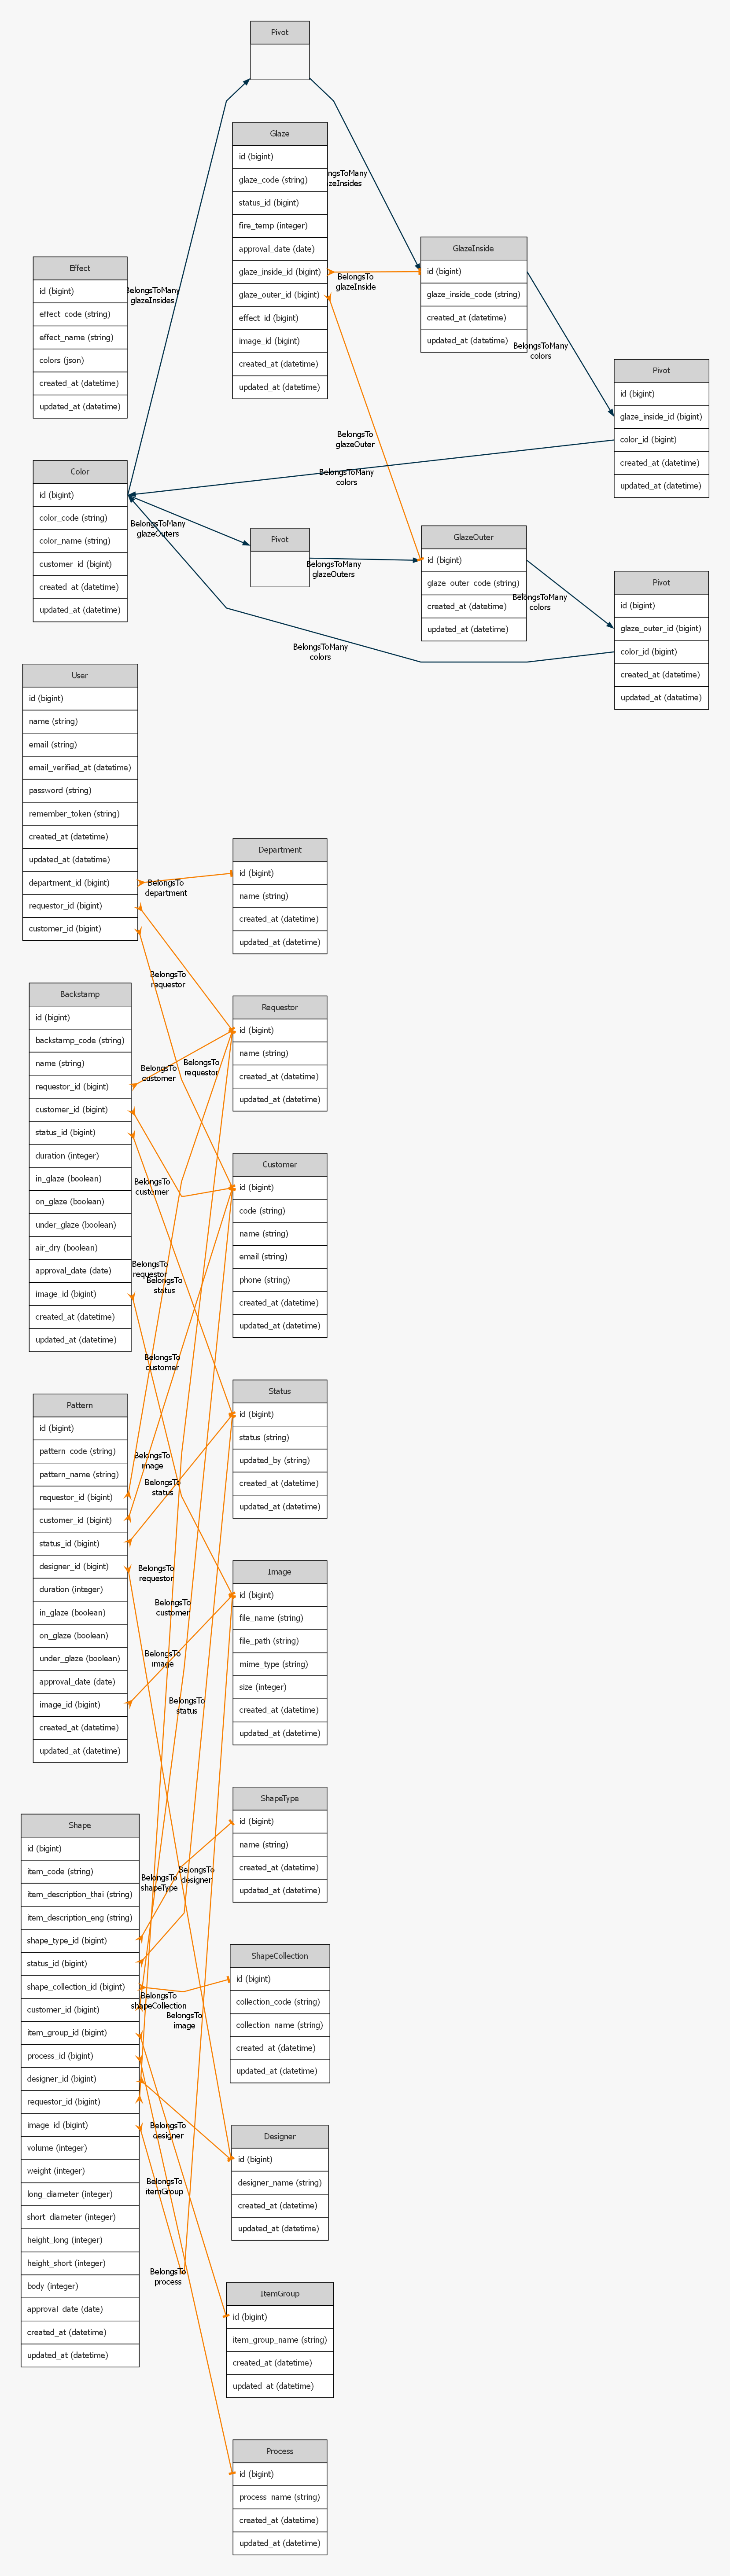 Pivot
Glaze
id (bigint)
glaze_code (string)
status_id (bigint)
fire_temp (integer)
approval_date (date)
glaze_inside_id (bigint)
glaze_outer_id (bigint)
effect_id (bigint)
image_id (bigint)
created_at (datetime)
updated_at (datetime)
ngsToMany
zeInsides
GlazeInside
id (bigint)
glaze_inside_code (string)
created_at (datetime)
updated_at (datetime)
BelongsTo
glazeInside
Effect
id (bigint)
effect_code (string)
effect_name (string)
colors (json)
created_at (datetime)
updated_at (datetime)
BelongsToMany
glazeInsides
BelongsToMany
colors
Pivot
id (bigint)
glaze_inside_id (bigint)
color_id (bigint)
created_at (datetime)
updated_at (datetime)
BelongsTo
glazeOuter
BelongsToMany
colors
Color
id (bigint)
color_code (string)
color_name (string)
customer_id (bigint)
created_at (datetime)
updated_at (datetime)
BelongsToMany
glazeOuters
Pivot
BelongsToMany
glazeOuters
GlazeOuter
id (bigint)
glaze_outer_code (string)
created_at (datetime)
updated_at (datetime)
BelongsToMany
colors
Pivot
id (bigint)
glaze_outer_id (bigint)
color_id (bigint)
created_at (datetime)
updated_at (datetime)
BelongsToMany
colors
User
id (bigint)
name (string)
email (string)
email_verified_at (datetime)
password (string)
remember_token (string)
created_at (datetime)
updated_at (datetime)
department_id (bigint)
requestor_id (bigint)
customer_id (bigint)
BelongsTo
department
Department
id (bigint)
name (string)
created_at (datetime)
updated_at (datetime)
BelongsTo
requestor
Backstamp
id (bigint)
backstamp_code (string)
name (string)
requestor_id (bigint)
customer_id (bigint)
status_id (bigint)
duration (integer)
in_glaze (boolean)
on_glaze (boolean)
under_glaze (boolean)
air_dry (boolean)
approval_date (date)
image_id (bigint)
created_at (datetime)
updated_at (datetime)
BelongsTo
customer
BelongsTo
requestor
Requestor
id (bigint)
name (string)
created_at (datetime)
updated_at (datetime)
BelongsTo
customer
Customer
id (bigint)
code (string)
name (string)
email (string)
phone (string)
created_at (datetime)
updated_at (datetime)
BelongsTo
requestor
BelongsTo
status
BelongsTo
customer
Pattern
id (bigint)
pattern_code (string)
pattern_name (string)
requestor_id (bigint)
customer_id (bigint)
status_id (bigint)
designer_id (bigint)
duration (integer)
in_glaze (boolean)
on_glaze (boolean)
under_glaze (boolean)
approval_date (date)
image_id (bigint)
created_at (datetime)
updated_at (datetime)
Status
id (bigint)
status (string)
updated_by (string)
created_at (datetime)
updated_at (datetime)
BelongsTo
image
BelongsTo
status
BelongsTo
requestor
BelongsTo
customer
Image
id (bigint)
file_name (string)
file_path (string)
mime_type (string)
size (integer)
created_at (datetime)
updated_at (datetime)
BelongsTo
image
BelongsTo
status
Shape
id (bigint)
item_code (string)
item_description_thai (string)
item_description_eng (string)
shape_type_id (bigint)
status_id (bigint)
shape_collection_id (bigint)
customer_id (bigint)
item_group_id (bigint)
process_id (bigint)
designer_id (bigint)
requestor_id (bigint)
image_id (bigint)
volume (integer)
weight (integer)
long_diameter (integer)
short_diameter (integer)
height_long (integer)
height_short (integer)
body (integer)
approval_date (date)
created_at (datetime)
updated_at (datetime)
ShapeType
id (bigint)
name (string)
created_at (datetime)
updated_at (datetime)
BelongsTo
shapeType
BelongsTo
designer
ShapeCollection
id (bigint)
collection_code (string)
collection_name (string)
created_at (datetime)
updated_at (datetime)
BelongsTo
shapeCollection
BelongsTo
image
Designer
id (bigint)
designer_name (string)
created_at (datetime)
updated_at (datetime)
BelongsTo
designer
BelongsTo
itemGroup
ItemGroup
id (bigint)
item_group_name (string)
created_at (datetime)
updated_at (datetime)
BelongsTo
process
Process
id (bigint)
process_name (string)
created_at (datetime)
updated_at (datetime)